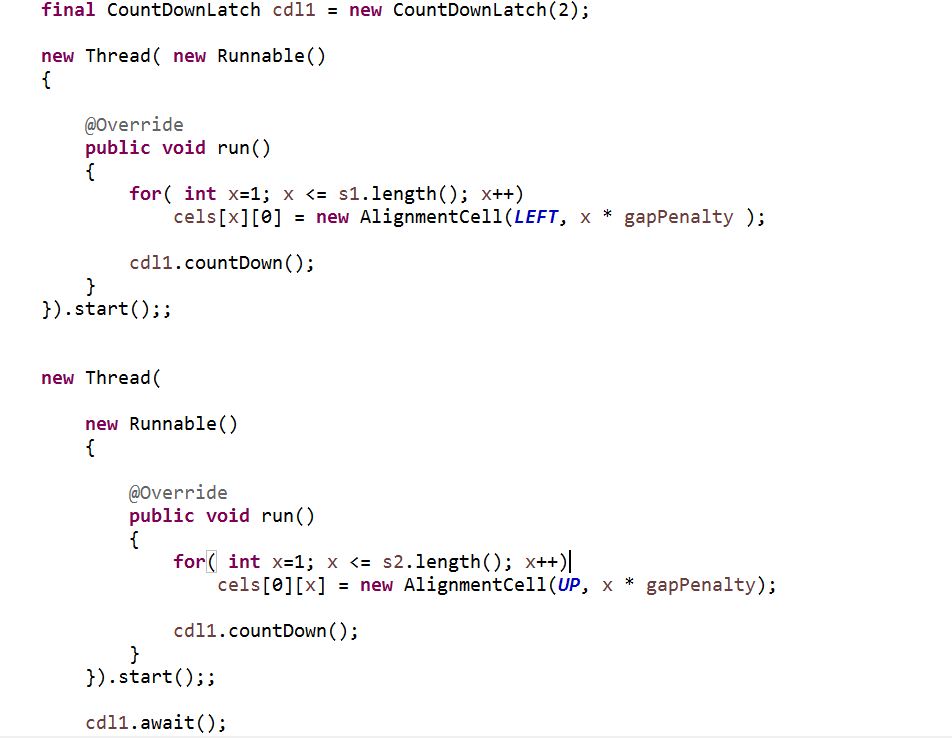 final CountDownLatch cdl1 = new CountDownLatch(2);
new Thread( new Runnable()
{
@Override
public void run()
{
for( int x=1; x <= s1.length(); x++)
cels[x][0] = new AlignmentCell(LEFT, x * gapPenalty );
cdl1.countDown();
}
}).start();;
new Thread(
new Runnable()
{
@Override
public void run()
{
for( int x=1; x <= s2.length(); x++)
cels[0][x] = new AlignmentCell(UP, x * gapPenalty);
cdl1.countDown();
}
}).start();;
cdl1.await();